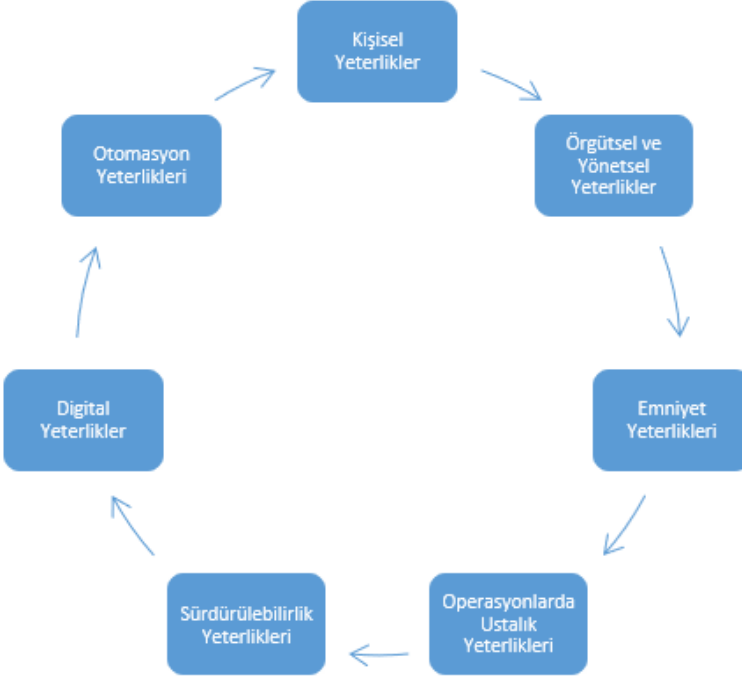 Kişisel
Yeterlikler
Örgütsel ve
Yönetsel
Yeterlikler
Emniyet
Yeterlikleri
Operasyonlarda
Ustalık
Yeterlikleri
Sürdürülebilirlik
Yeterlikleri
Digital
Yeterlikler
Otomasyon
Yeterlikleri